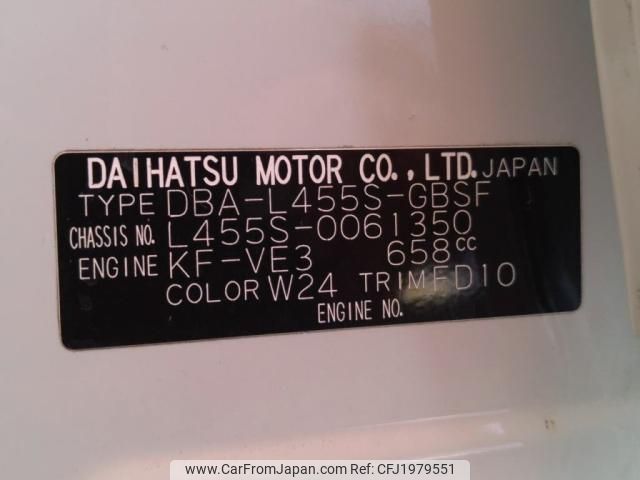 DAIHATSU MOTOR CO., LTD. JAPAN
TYPE DBA-L455S-GBSF
CHASSIS NO. L455S-0061350
ENGINE KF-VE3 658cc
COLOR W24 TRIM FD10
ENGINE NO.
www.CarFromJapan.com © CarFromJapan - CFJ1979551